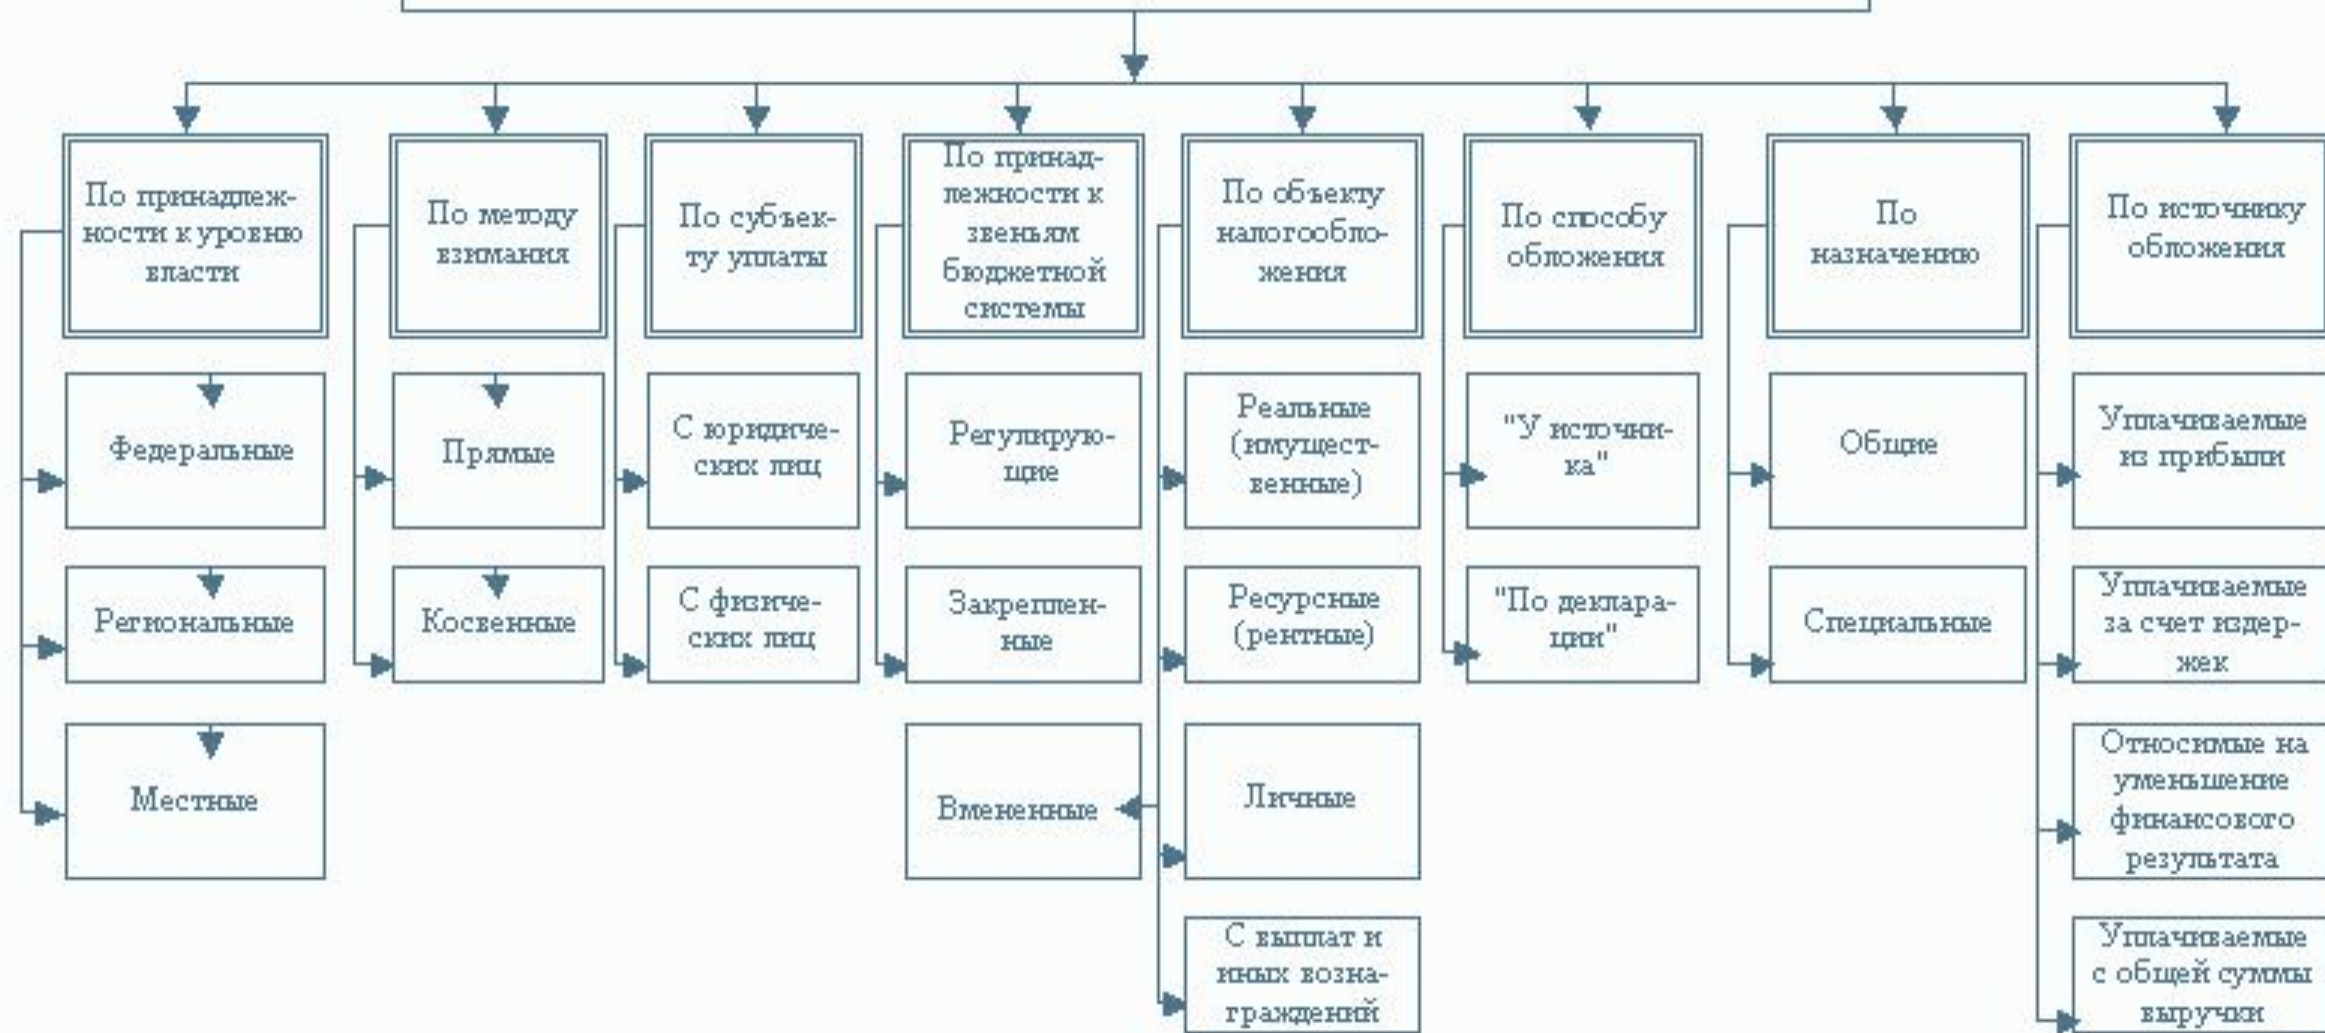 По принадлеж-
ности к уровню
власти
По методу
взимания
По субъек-
ту уплаты
По принад-
лежности к
звеньям
бюджетной
системы
По объекту
налогообло-
жения
По способу
обложения
По
назначению
По источнику
обложения
Федеральные
Прямые
С юридиче-
ских лиц
Регулирую-
щие
Реальные
(имущест-
венные)
"У источни-
ка"
Общие
Уплачиваемые
из прибыли
Региональные
Косвенные
С физиче-
ских лиц
Закреплен-
ные
Ресурсные
(рентные)
"По деклара-
ции"
Специальные
Уплачиваемые
за счет издер-
жек
Местные
Вмененные
Личные
Относимые на
уменьшение
финансового
результата
С выплат и
иных возна-
граждений
Уплачиваемые
с общей суммы
выручки